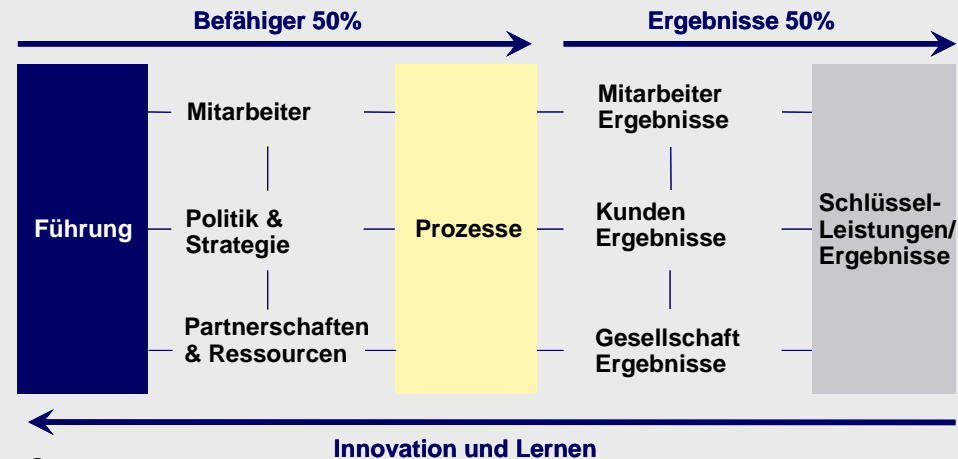 Befähiger 50%
Ergebnisse 50%
Führung
Mitarbeiter
Politik &
Strategie
Partnerschaften
& Ressourcen
Prozesse
Mitarbeiter
Ergebnisse
Kunden
Ergebnisse
Gesellschaft
Ergebnisse
Schlüssel-
Leistungen/
Ergebnisse
Innovation und Lernen